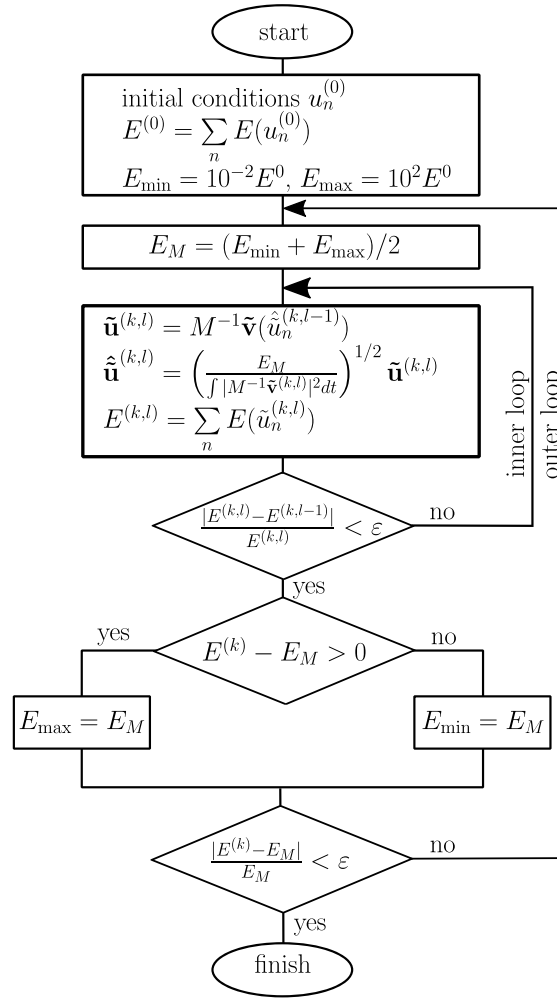 start
initial conditions $u_n^{(0)}$
$E^{(0)} = \sum_n E(u_n^{(0)})$
$E_{\min} = 10^{-2}E^0$, $E_{\max} = 10^2E^0$
$E_M = (E_{\min} + E_{\max})/2$
$\tilde{\mathbf{u}}^{(k,l)} = M^{-1}\tilde{\mathbf{v}}(\hat{\tilde{u}}_n^{(k,l-1)})$
$\hat{\tilde{\mathbf{u}}}^{(k,l)} = \left(\frac{E_M}{\int |M^{-1}\tilde{\mathbf{v}}^{(k,l)}|^2 dt}\right)^{1/2} \tilde{\mathbf{u}}^{(k,l)}$
$E^{(k,l)} = \sum_n E(\tilde{u}_n^{(k,l)})$
inner loop
outer loop
$\frac{|E^{(k,l)} - E^{(k,l-1)}|}{E^{(k,l)}} < \varepsilon$
no
yes
yes
$E^{(k)} - E_M > 0$
no
$E_{\max} = E_M$
$E_{\min} = E_M$
$\frac{|E^{(k)} - E_M|}{E_M} < \varepsilon$
no
yes
finish